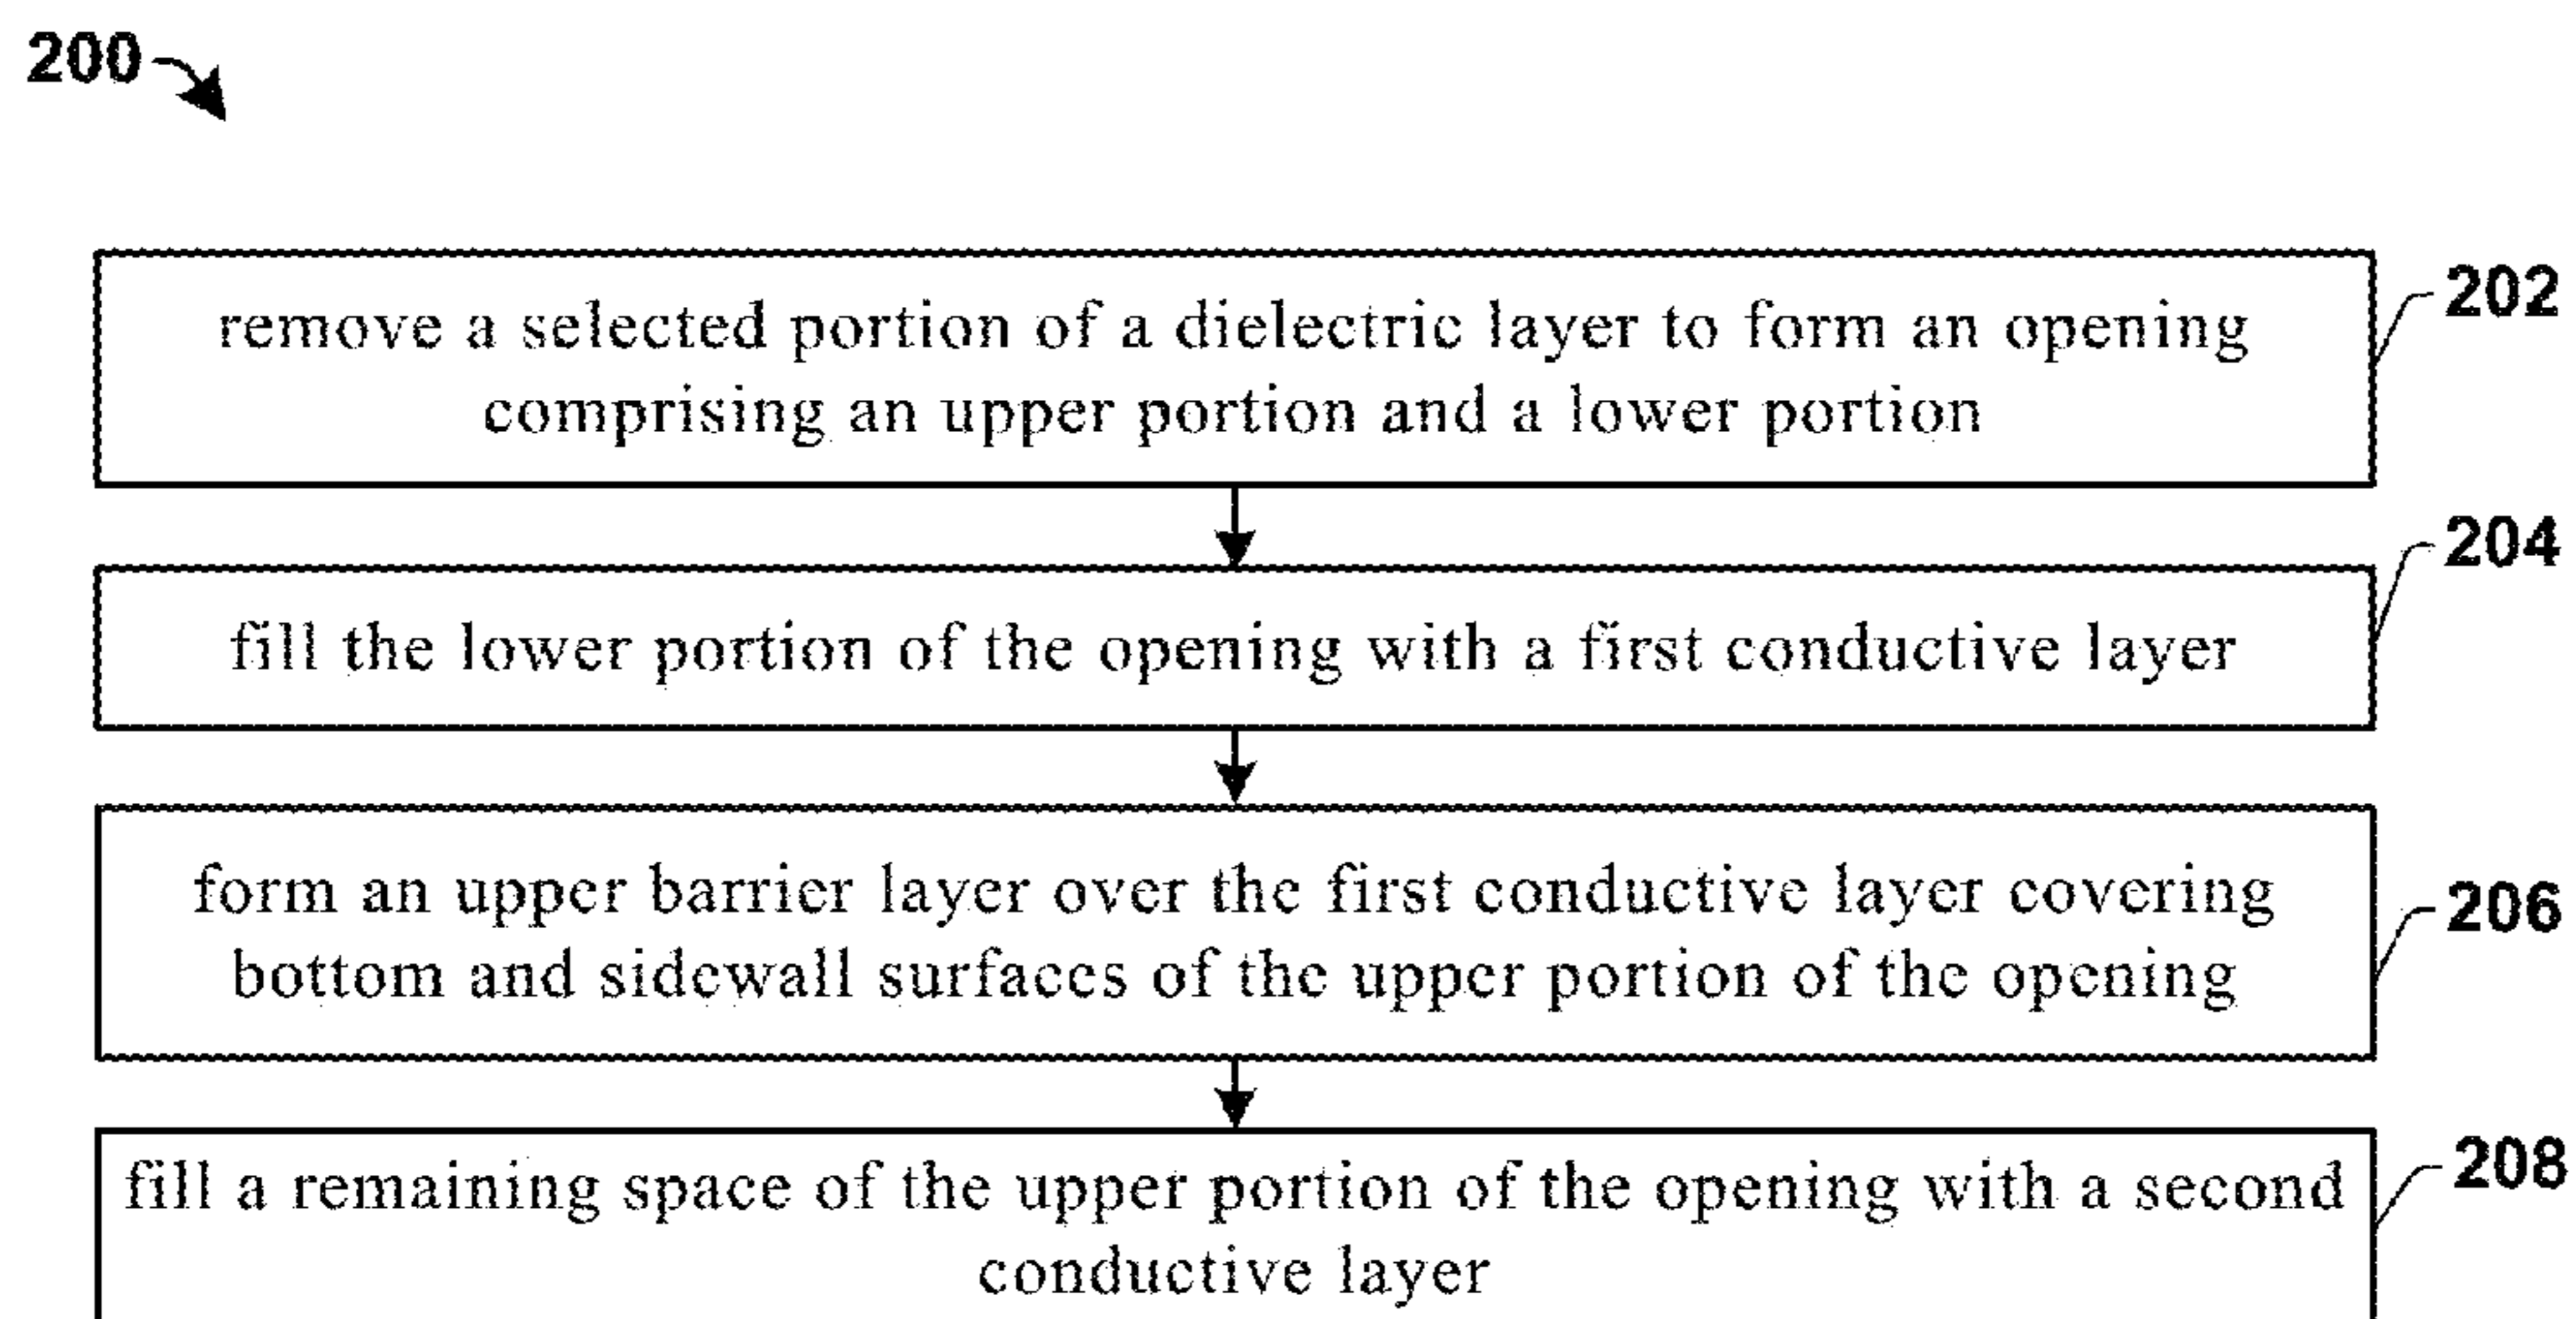 200
remove a selected portion of a dielectric layer to form an opening
comprising an upper portion and a lower portion
202
fill the lower portion of the opening with a first conductive layer
204
form an upper barrier layer over the first conductive layer covering
bottom and sidewall surfaces of the upper portion of the opening
206
fill a remaining space of the upper portion of the opening with a second
conductive layer
208